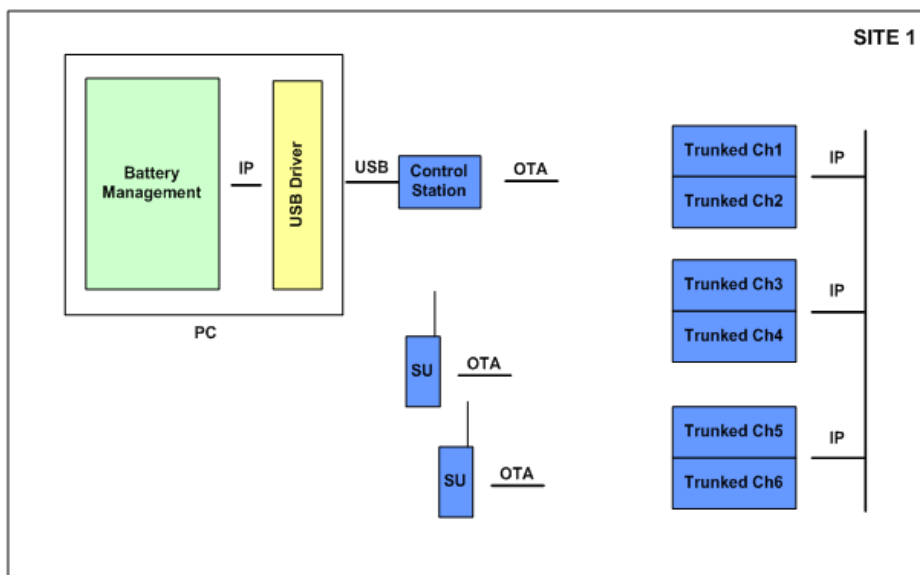 SITE 1
Battery
Management
IP
USB Driver
USB
Control
Station
OTA
PC
SU
OTA
SU
OTA
Trunked Ch1
Trunked Ch2
IP
Trunked Ch3
Trunked Ch4
IP
Trunked Ch5
Trunked Ch6
IP